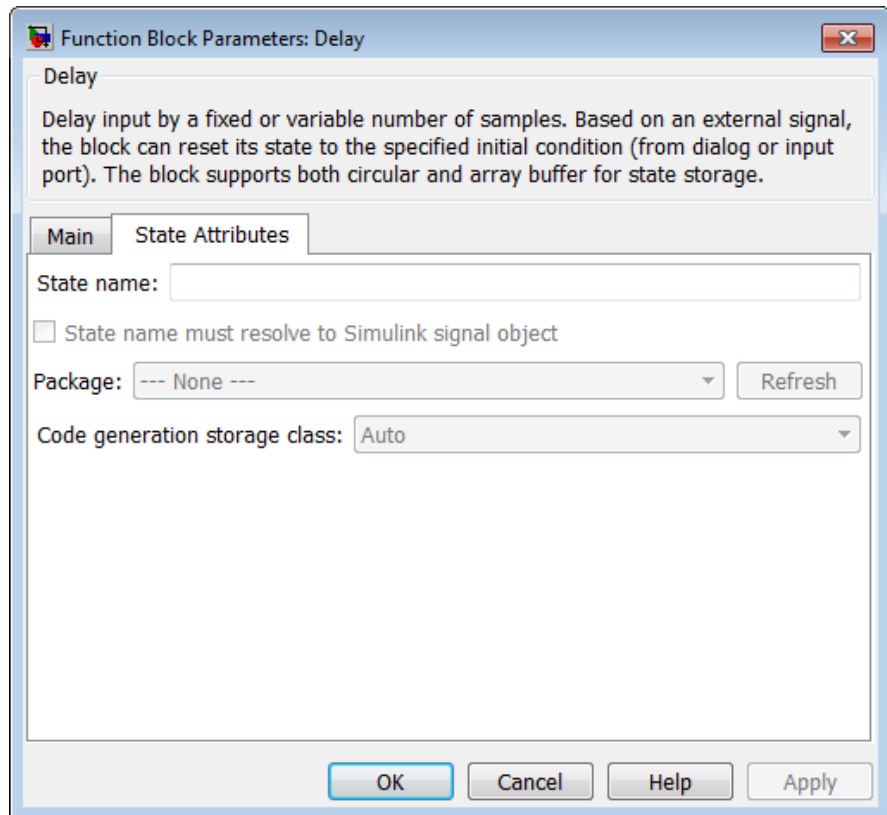 Function Block Parameters: Delay
Delay
Delay input by a fixed or variable number of samples. Based on an external signal,
the block can reset its state to the specified initial condition (from dialog or input
port). The block supports both circular and array buffer for state storage.
Main State Attributes
State name:
State name must resolve to Simulink signal object
Package: --- None --- Refresh
Code generation storage class: Auto
OK Cancel Help Apply